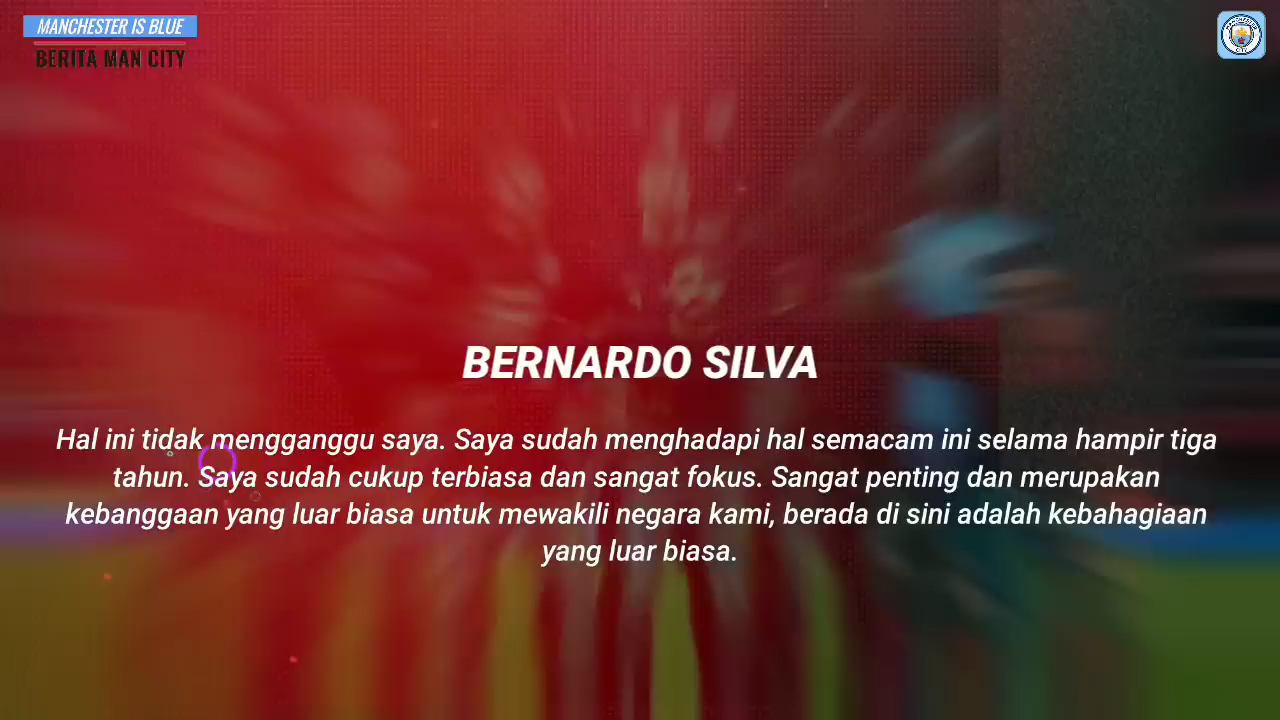 MANCHESTER IS BLUE
BERITA MAN CITY
BERNARDO SILVA
Hal ini tidak mengganggu saya. Saya sudah menghadapi hal semacam ini selama hampir tiga
tahun. Saya sudah cukup terbiasa dan sangat fokus. Sangat penting dan merupakan
kebanggaan yang luar biasa untuk mewakili negara kami, berada di sini adalah kebahagiaan
yang luar biasa.